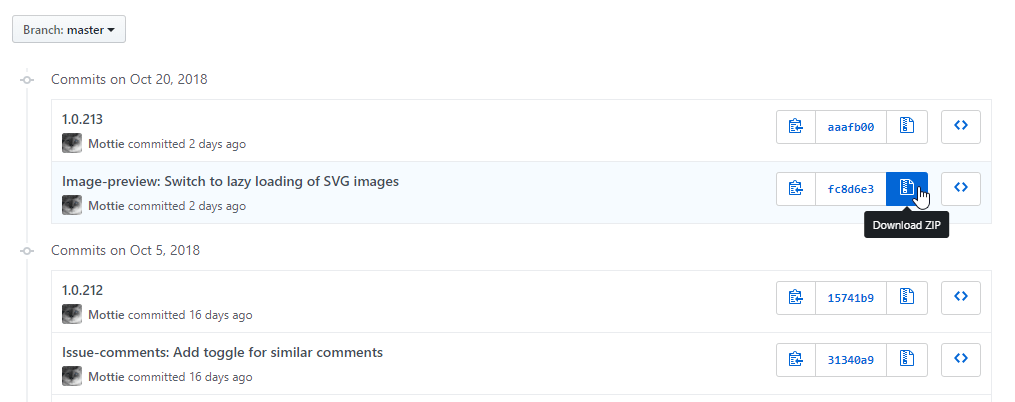 Branch: master
Commits on Oct 20, 2018
1.0.213
Mottie committed 2 days ago
aaafb00
Image-preview: Switch to lazy loading of SVG images
Mottie committed 2 days ago
fc8d6e3
Download ZIP
Commits on Oct 5, 2018
1.0.212
Mottie committed 16 days ago
15741b9
Issue-comments: Add toggle for similar comments
Mottie committed 16 days ago
31340a9